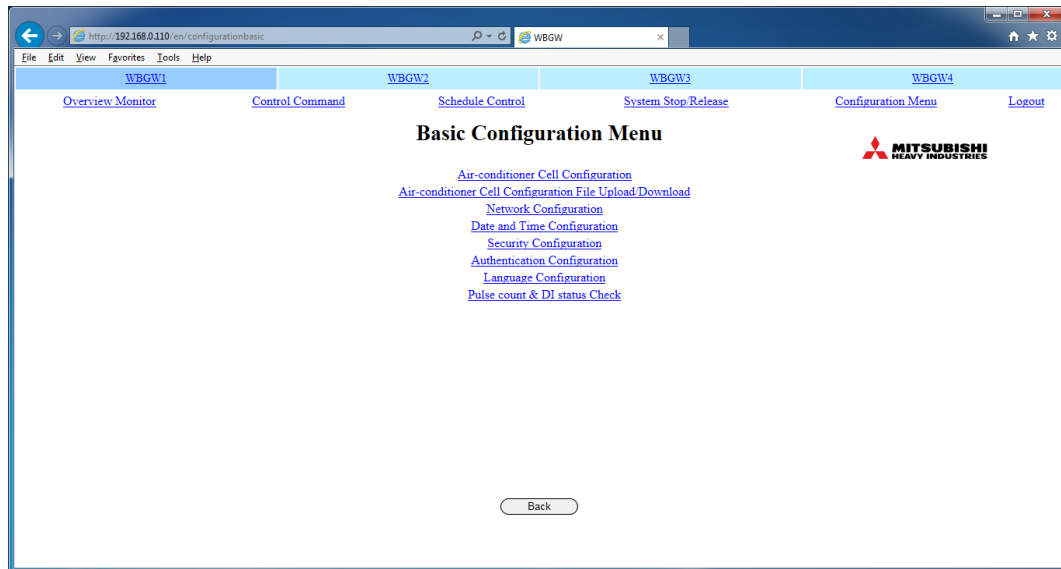 http://192.168.0.110/en/configurationbasic
WBGW
File Edit View Favorites Tools Help
WBGW1 WBGW2 WBGW3 WBGW4
Overview Monitor Control Command Schedule Control System Stop/Release Configuration Menu Logout
Basic Configuration Menu
MITSUBISHI
HEAVY INDUSTRIES
Air-conditioner Cell Configuration
Air-conditioner Cell Configuration File Upload/Download
Network Configuration
Date and Time Configuration
Security Configuration
Authentication Configuration
Language Configuration
Pulse count & DI status Check
Back